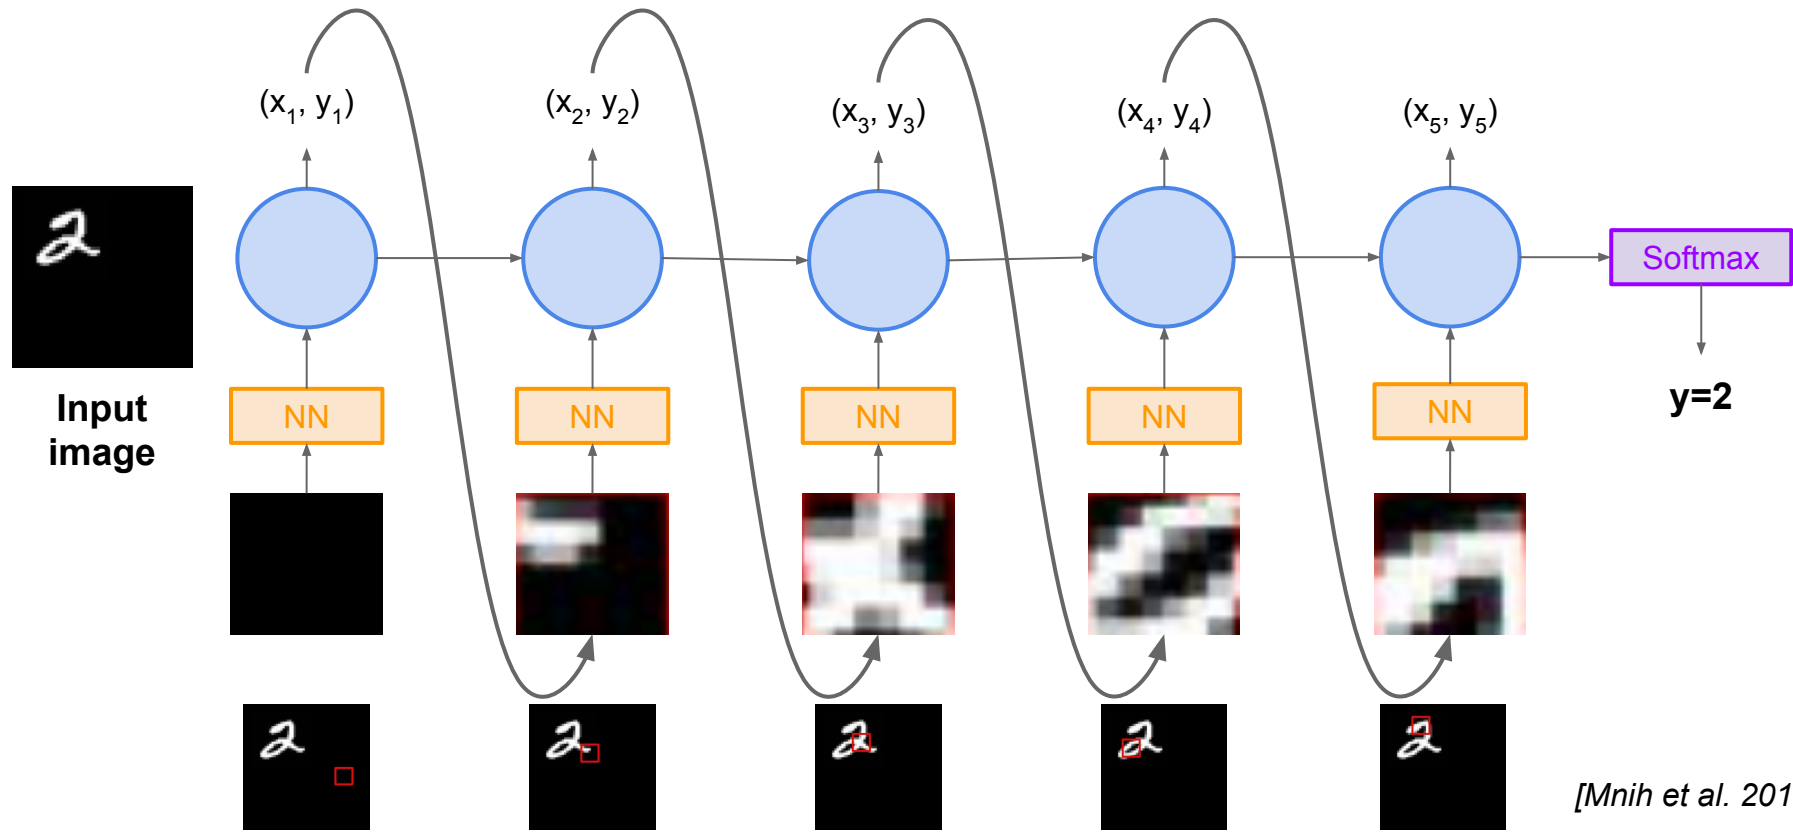 (x1, y1)
(x2, y2)
(x3, y3)
(x4, y4)
(x5, y5)
Softmax
Input
image
NN
NN
NN
NN
NN
y=2
[Mnih et al. 201